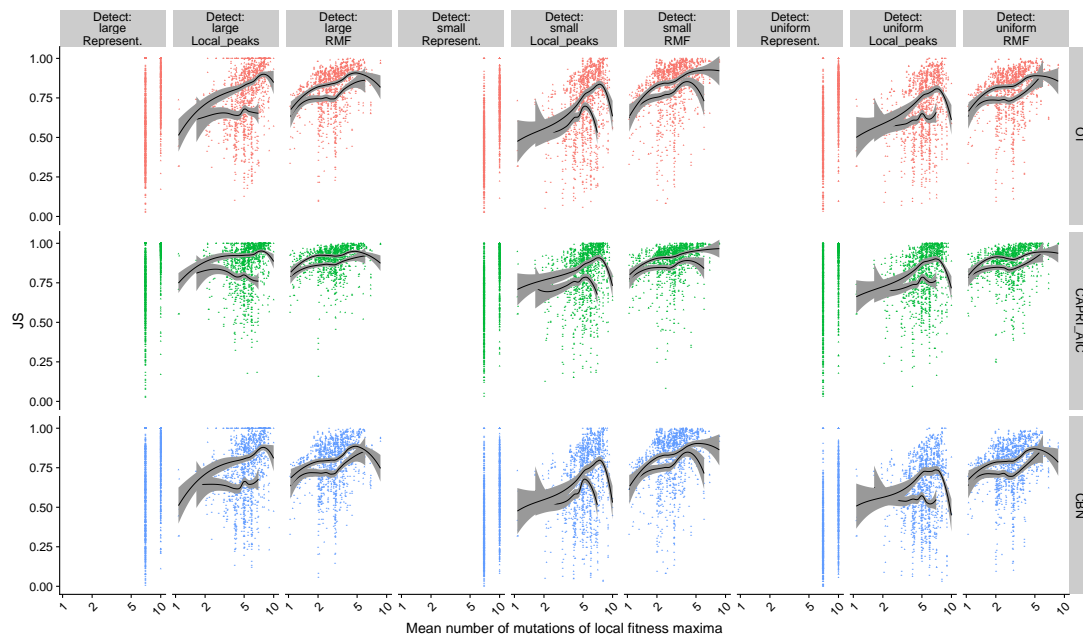 Detect: large Represent.
Detect: large Local_peaks
Detect: large RMF
Detect: small Represent.
Detect: small Local_peaks
Detect: small RMF
Detect: uniform Represent.
Detect: uniform Local_peaks
Detect: uniform RMF
1.00
0.75
0.50
0.25
0.00
OT
1.00
0.75
0.50
0.25
0.00
CAPRI_AIC
1.00
0.75
0.50
0.25
0.00
CBN
JS
1 2 5 10 1 2 5 10 1 2 5 10 1 2 5 10 1 2 5 10 1 2 5 10 1 2 5 10 1 2 5 10 1 2 5 10
Mean number of mutations of local fitness maxima